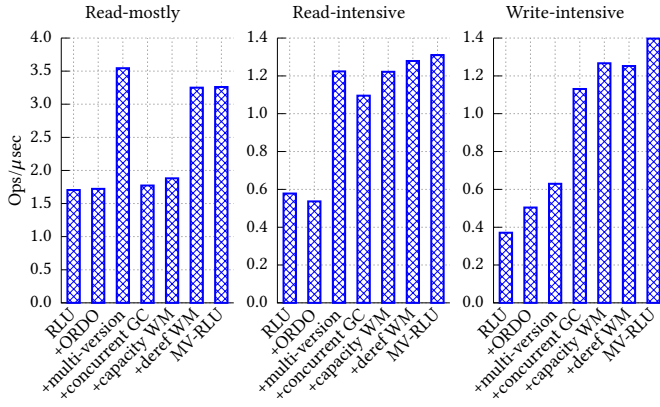 Read-mostly
Ops/μsec
4.0
3.5
3.0
2.5
2.0
1.5
1.0
0.5
0.0
RLU
+ORDO
+multi-version
+concurrent GC
+capacity WM
+deref WM
MV-RLU
Read-intensive
1.4
1.2
1.0
0.8
0.6
0.4
0.2
0.0
RLU
+ORDO
+multi-version
+concurrent GC
+capacity WM
+deref WM
MV-RLU
Write-intensive
1.4
1.2
1.0
0.8
0.6
0.4
0.2
0.0
RLU
+ORDO
+multi-version
+concurrent GC
+capacity WM
+deref WM
MV-RLU